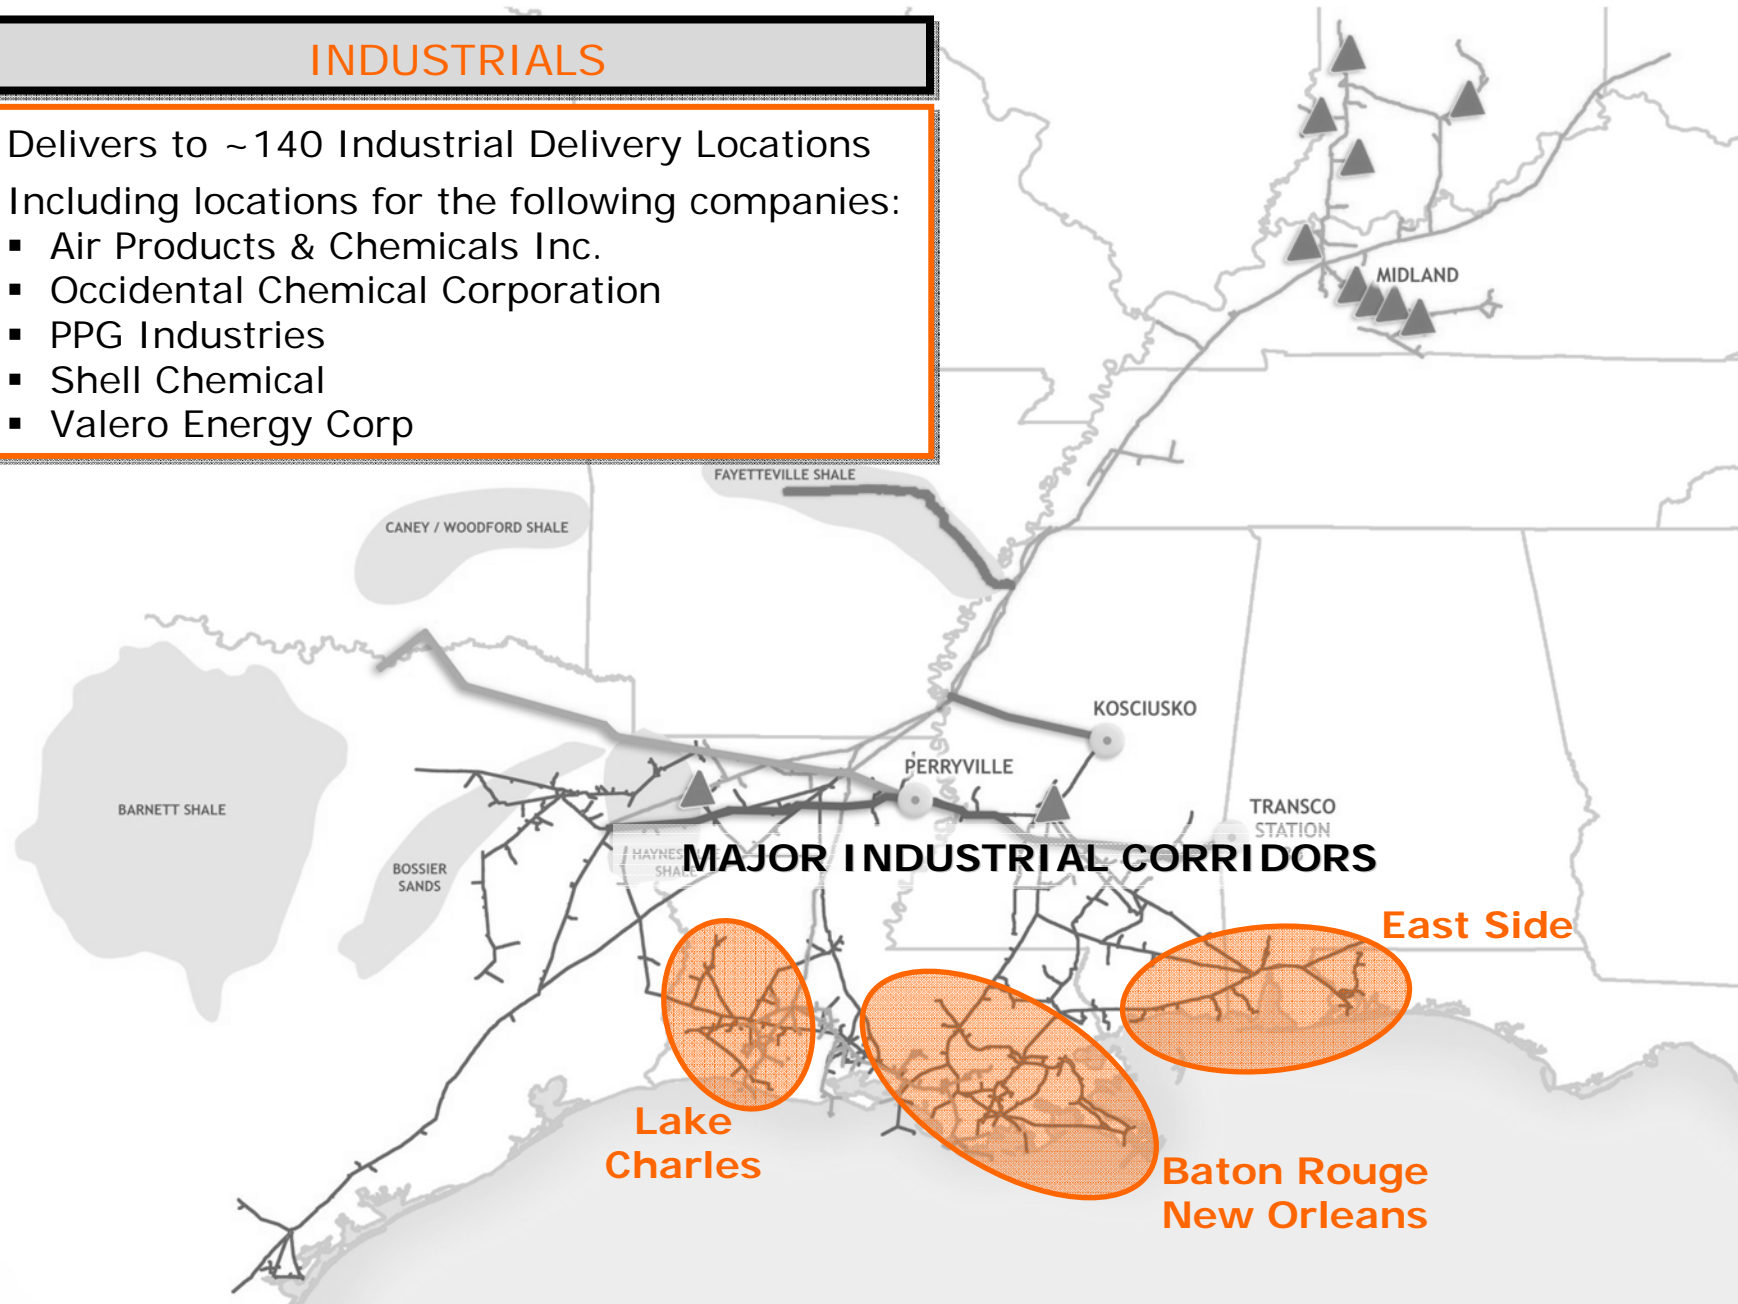 INDUSTRIALS
Delivers to ~140 Industrial Delivery Locations
Including locations for the following companies:
▪ Air Products & Chemicals Inc.
▪ Occidental Chemical Corporation
▪ PPG Industries
▪ Shell Chemical
▪ Valero Energy Corp
MIDLAND
FAYETTEVILLE SHALE
CANEY / WOODFORD SHALE
KOSCIUSKO
PERRYVILLE
BARNETT SHALE
TRANSCO
STATION
MAJOR INDUSTRIAL CORRIDORS
SHALE
BOSSIER
SANDS
East Side
Lake
Charles
Baton Rouge
New Orleans